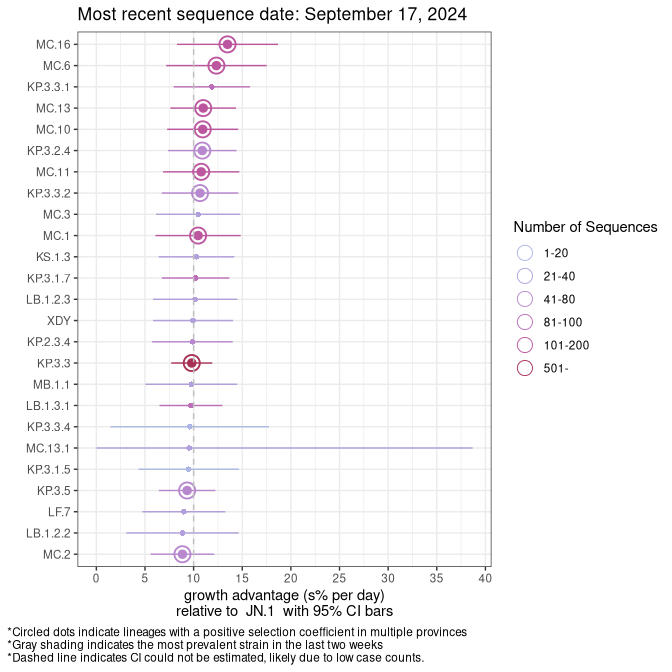 Most recent sequence date: September 17, 2024
MC.16
MC.6
KP.3.3.1
MC.13
MC.10
KP.3.2.4
MC.11
KP.3.3.2
MC.3
MC.1
KS.1.3
KP.3.1.7
LB.1.2.3
XDY
KP.2.3.4
KP.3.3
MB.1.1
LB.1.3.1
KP.3.3.4
MC.13.1
KP.3.1.5
KP.3.5
LF.7
LB.1.2.2
MC.2
0 5 10 15 20 25 30 35 40
growth advantage (s% per day)
relative to JN.1 with 95% CI bars
Number of Sequences
1-20
21-40
41-80
81-100
101-200
501-
*Circled dots indicate lineages with a positive selection coefficient in multiple provinces
*Gray shading indicates the most prevalent strain in the last two weeks
*Dashed line indicates CI could not be estimated, likely due to low case counts.